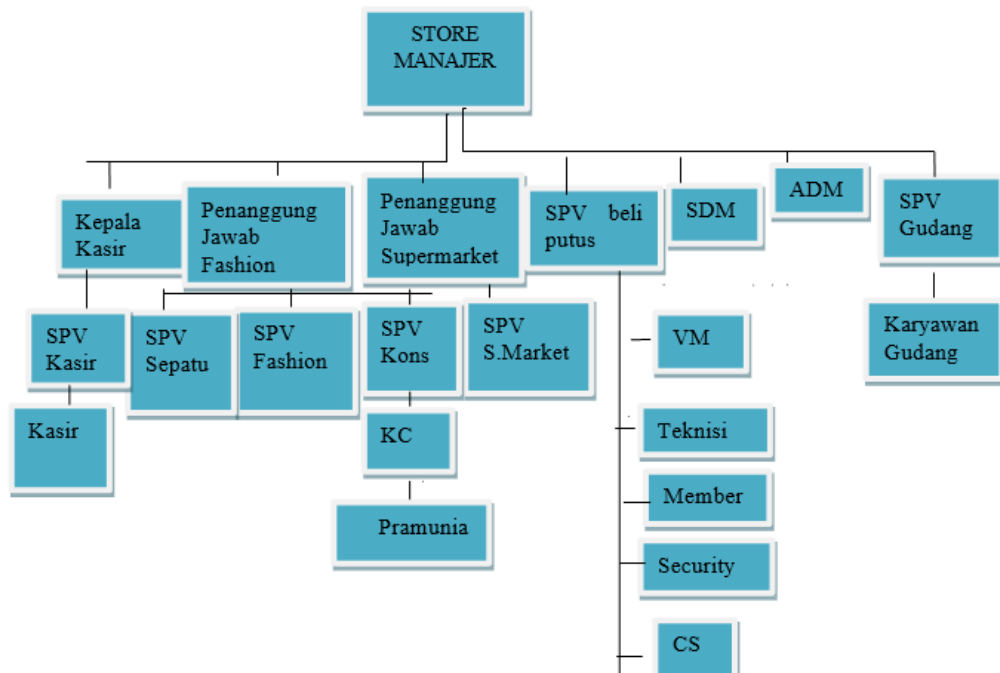 STORE
MANAJER
Kepala
Kasir
Penanggung
Jawab
Fashion
Penanggung
Jawab
Supermarket
SPV beli
putus
SDM
ADM
SPV
Gudang
SPV
Kasir
SPV
Sepatu
SPV
Fashion
SPV
Kons
SPV
S.Market
VM
Karyawan
Gudang
Kasir
KC
Teknisi
Pramunia
Member
Security
CS